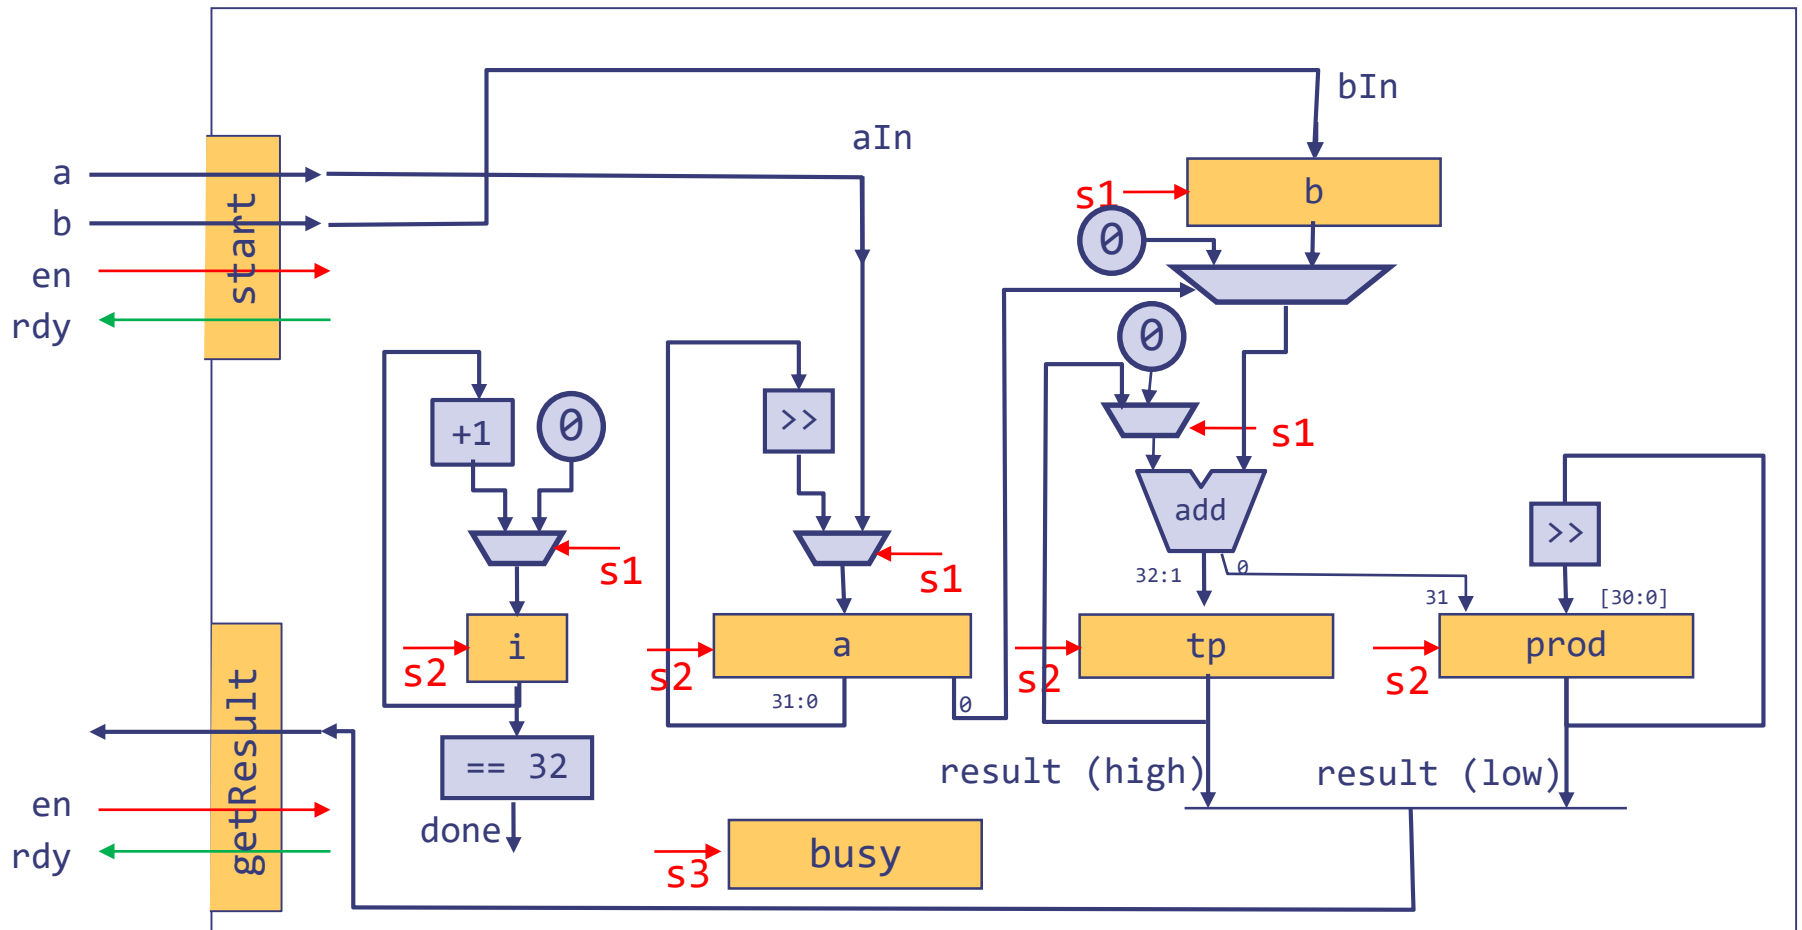 bIn
aIn
a
b
en
rdy
start
s1
b
0
0
s1
+1
0
>>
add
>>
s1
s1
32:1
0
31
[30:0]
s2
i
s2
a
s2
tp
s2
prod
31:0
0
getResult
== 32
result (high)
result (low)
en
rdy
done
s3
busy